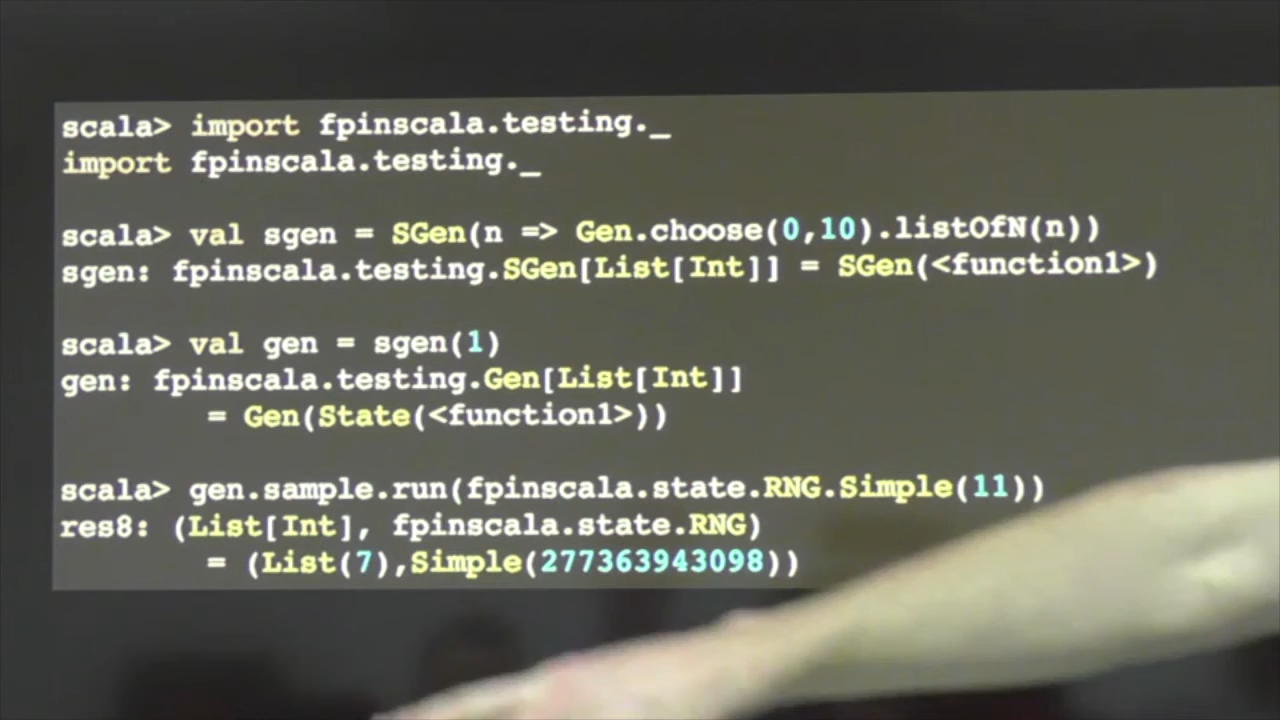 scala> import fpinscala.testing._
import fpinscala.testing._
scala> val sgen = SGen(n => Gen.choose(0,10).listOfN(n))
sgen: fpinscala.testing.SGen[List[Int]] = SGen(<function1>)
scala> val gen = sgen(1)
gen: fpinscala.testing.Gen[List[Int]]
= Gen(State(<function1>))
scala> gen.sample.run(fpinscala.state.RNG.Simple(11))
res8: (List[Int], fpinscala.state.RNG)
= (List(7),Simple(277363943098))